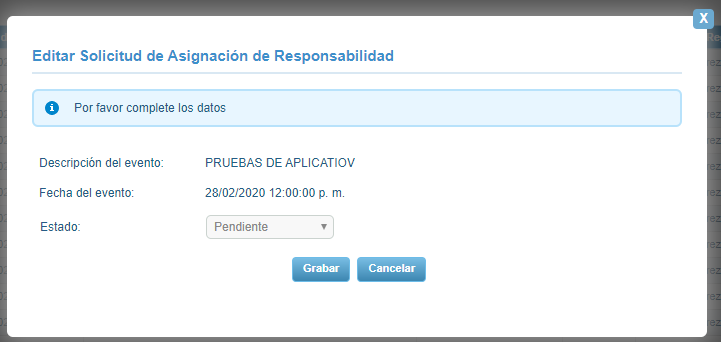 X
Editar Solicitud de Asignación de Responsabilidad
Por favor complete los datos
Descripción del evento: PRUEBAS DE APLICATIOV
Fecha del evento: 28/02/2020 12:00:00 p. m.
Estado: Pendiente
Grabar Cancelar